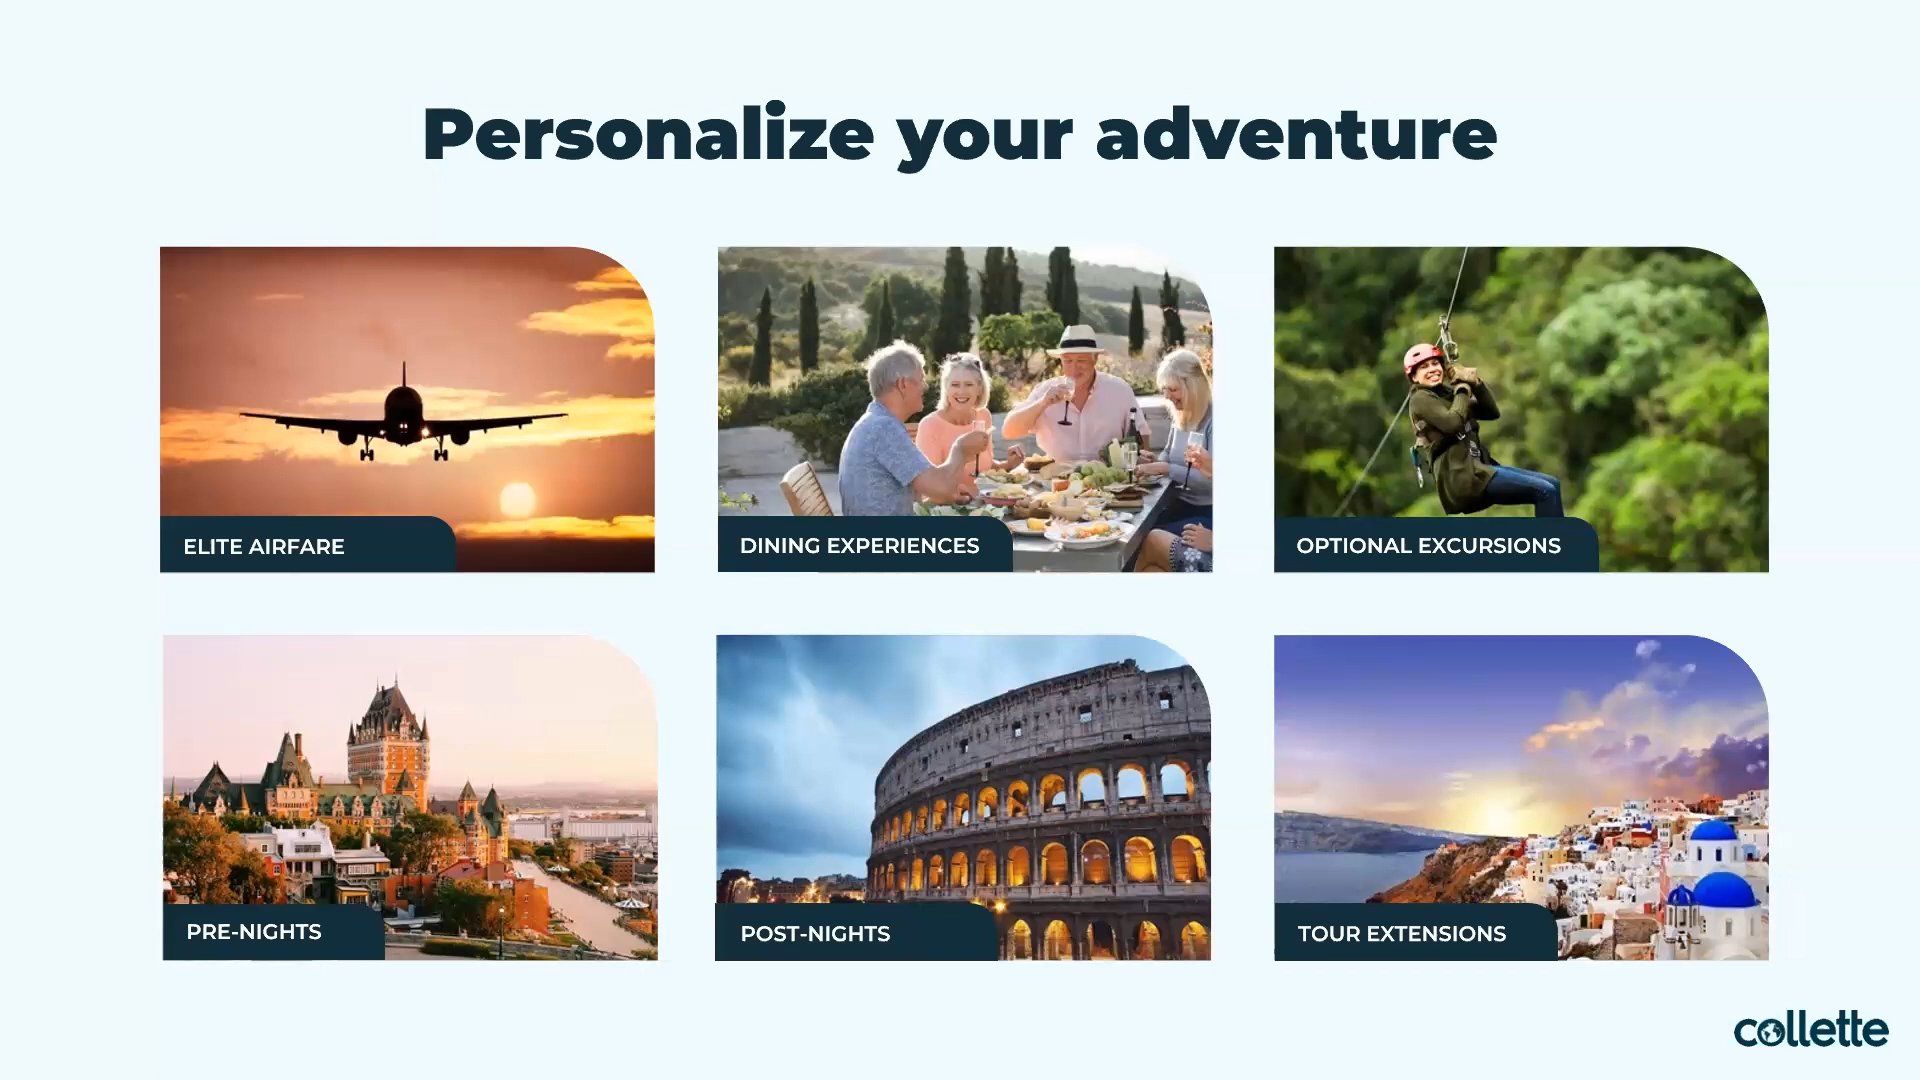 Personalize your adventure
ELITE AIRFARE
DINING EXPERIENCES
OPTIONAL EXCURSIONS
PRE-NIGHTS
POST-NIGHTS
TOUR EXTENSIONS
collette